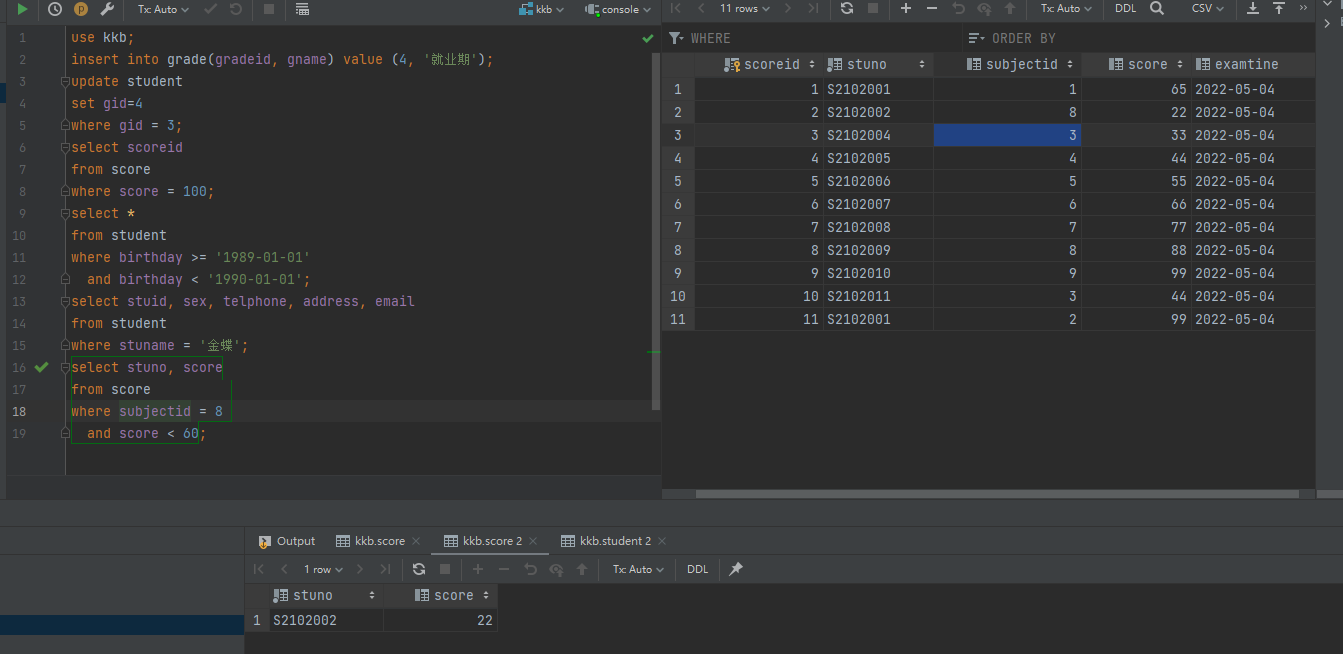 Tx: Auto
kkb
console
1 use kkb;
2 insert into grade(gradeid, gname) value (4, '就业期');
3 update student
4 set gid=4
5 where gid = 3;
6 select scoreid
7 from score
8 where score = 100;
9 select *
10 from student
11 where birthday >= '1989-01-01'
12 and birthday < '1990-01-01';
13 select stuid, sex, telphone, address, email
14 from student
15 where stuname = '金蝶';
16 select stuno, score
17 from score
18 where subjectid = 8
19 and score < 60;
11 rows
Tx: Auto
DDL
CSV
WHERE
ORDER BY
scoreid stuno subjectid score examtine
1 1 S2102001 1 65 2022-05-04
2 2 S2102002 8 22 2022-05-04
3 3 S2102004 3 33 2022-05-04
4 4 S2102005 4 44 2022-05-04
5 5 S2102006 5 55 2022-05-04
6 6 S2102007 6 66 2022-05-04
7 7 S2102008 7 77 2022-05-04
8 8 S2102009 8 88 2022-05-04
9 9 S2102010 9 99 2022-05-04
10 10 S2102011 3 44 2022-05-04
11 11 S2102001 2 99 2022-05-04
Output
kkb.score
kkb.score 2
kkb.student 2
1 row
Tx: Auto
DDL
stuno score
1 S2102002 22